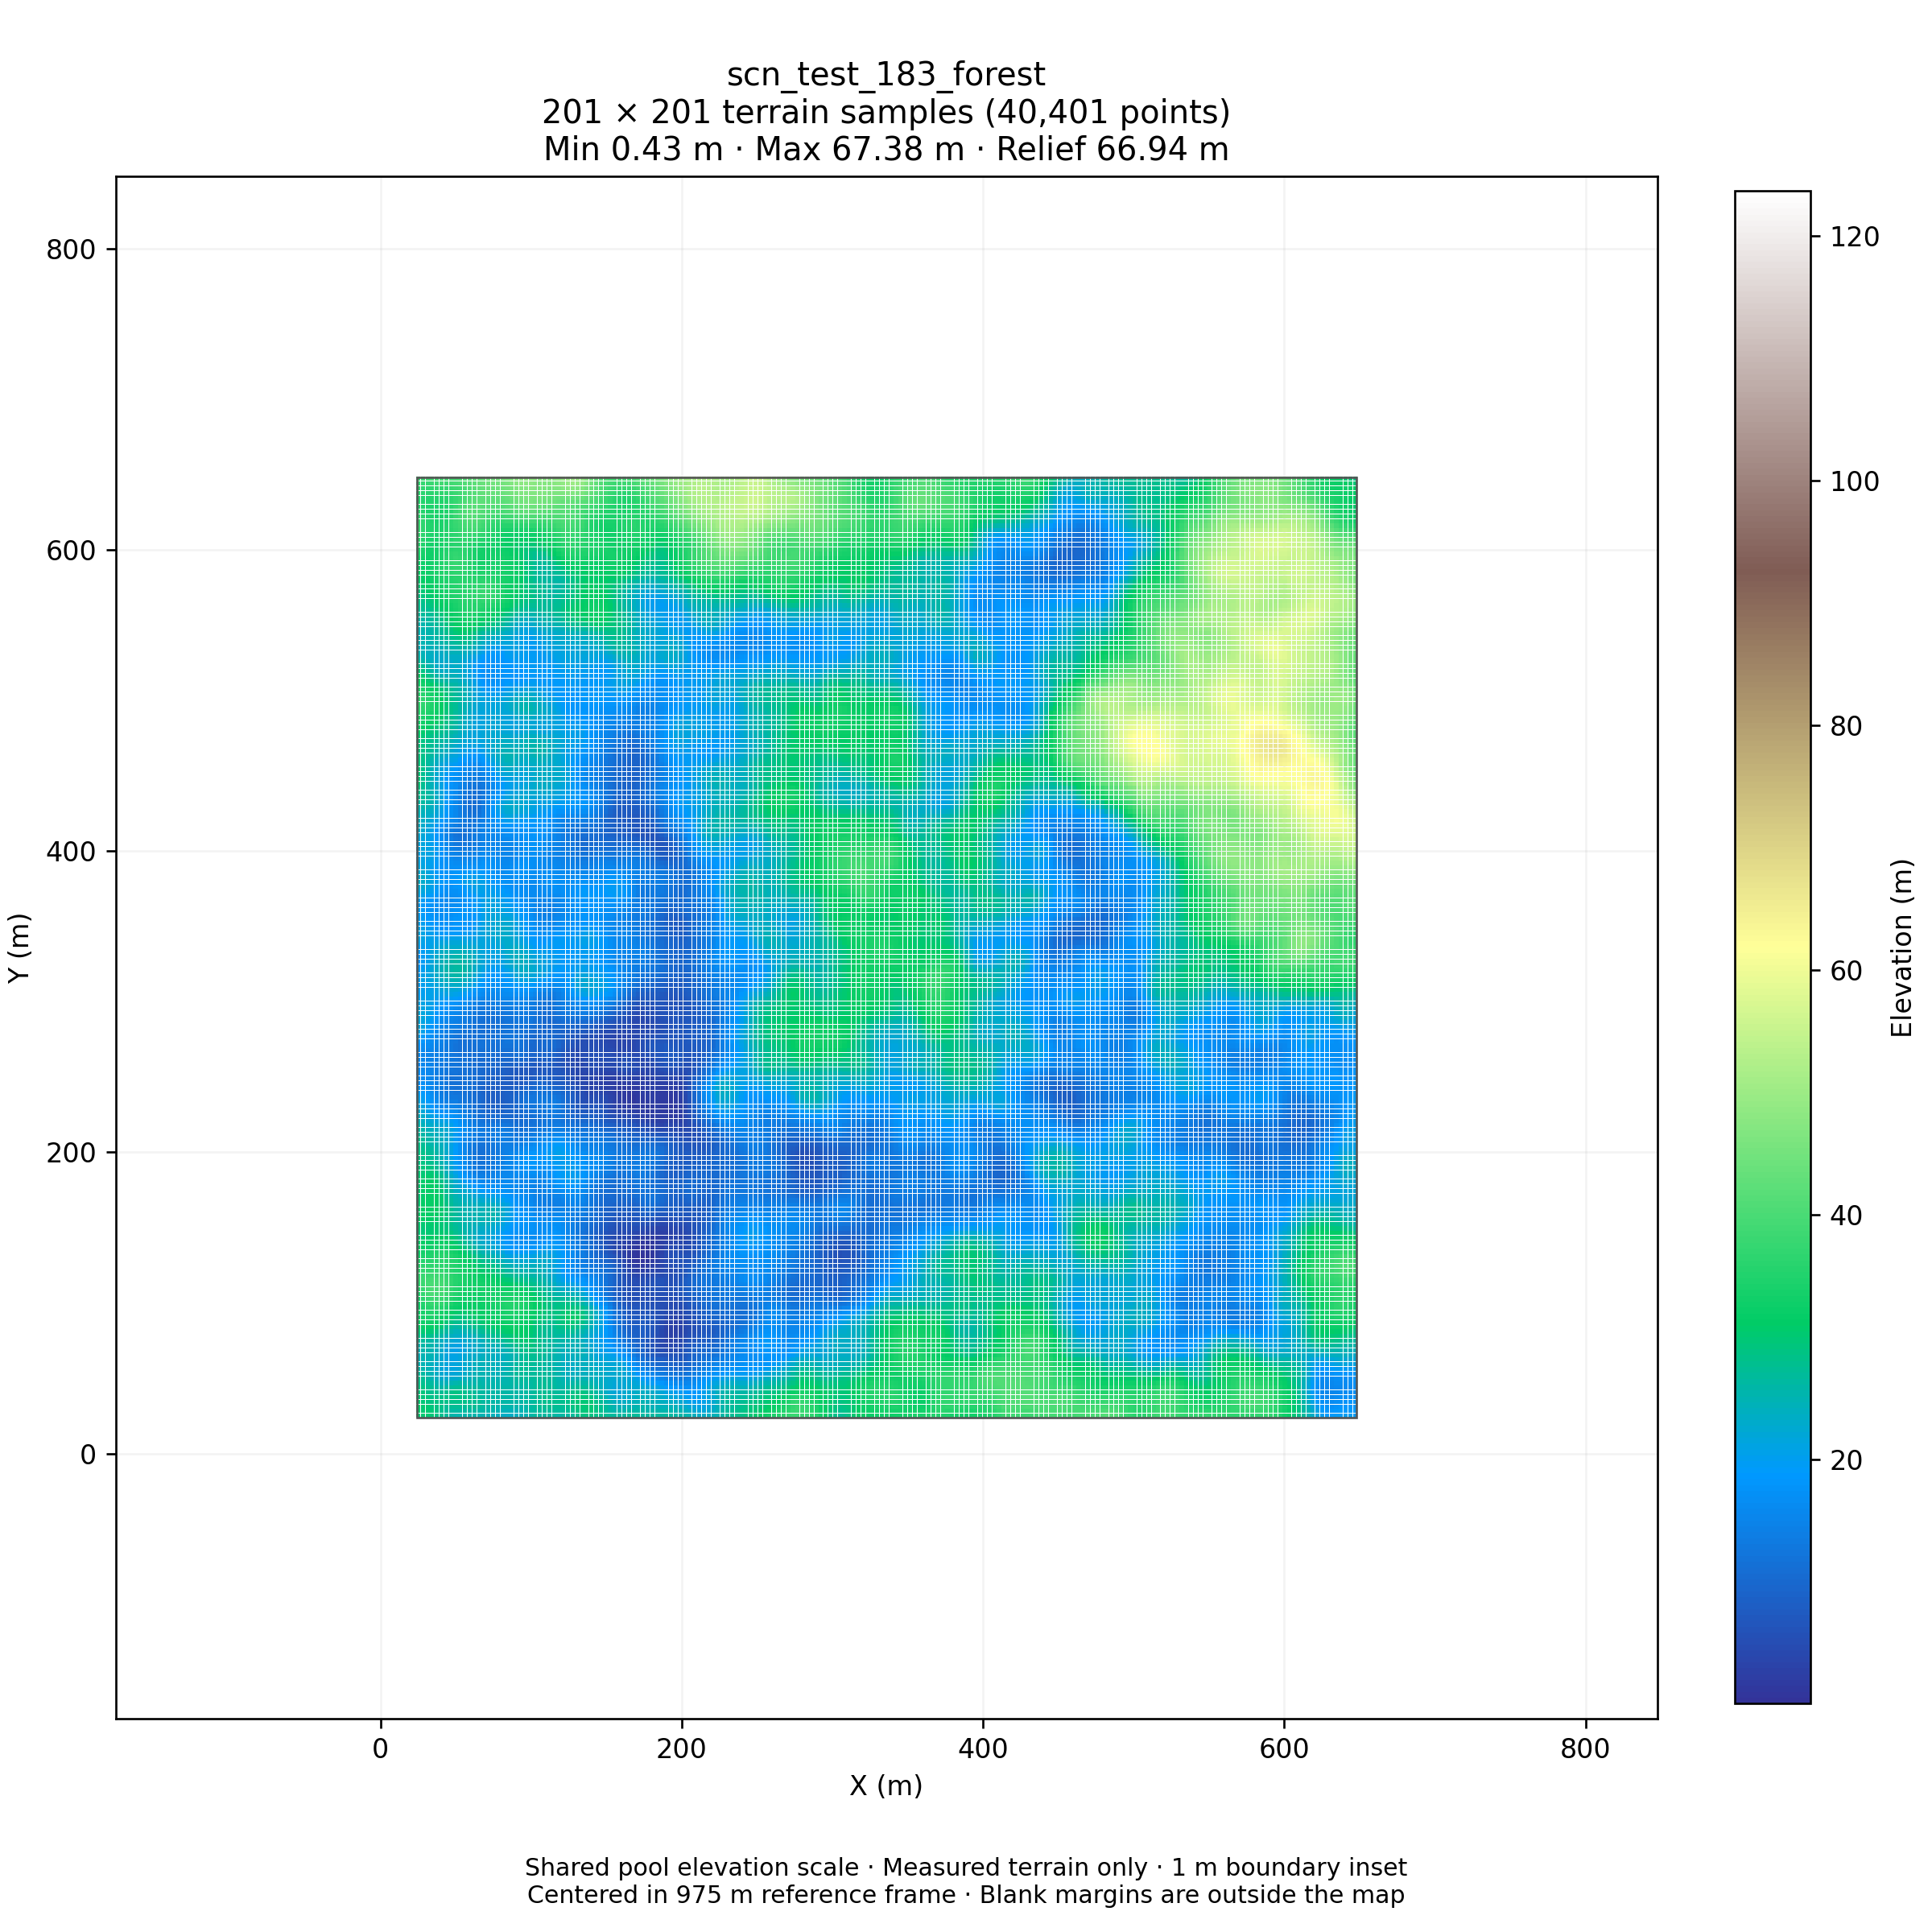 scn_test_183_forest
201 × 201 terrain samples (40,401 points)
Min 0.43 m · Max 67.38 m · Relief 66.94 m
800
600
400
200
0
Y (m)
0
200
400
600
800
X (m)
120
100
80
60
40
20
Elevation (m)
Shared pool elevation scale · Measured terrain only · 1 m boundary inset
Centered in 975 m reference frame · Blank margins are outside the map